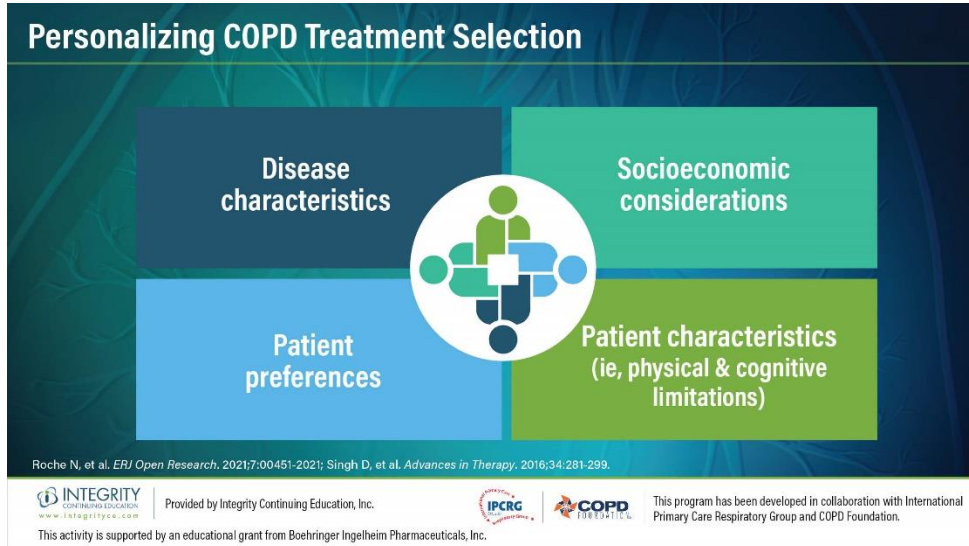 Personalizing COPD Treatment Selection
Disease
characteristics
Socioeconomic
considerations
Patient
preferences
Patient characteristics
(ie, physical & cognitive
limitations)
Roche N, et al. ERJ Open Research. 2021;7:00451-2021; Singh D, et al. Advances in Therapy. 2016;34:281-299.
INTEGRITY
CONTINUING EDUCATION
www.integrityce.com
Provided by Integrity Continuing Education, Inc.
IPCRG
COPD
FOUNDATION
This program has been developed in collaboration with International
Primary Care Respiratory Group and COPD Foundation.
This activity is supported by an educational grant from Boehringer Ingelheim Pharmaceuticals, Inc.